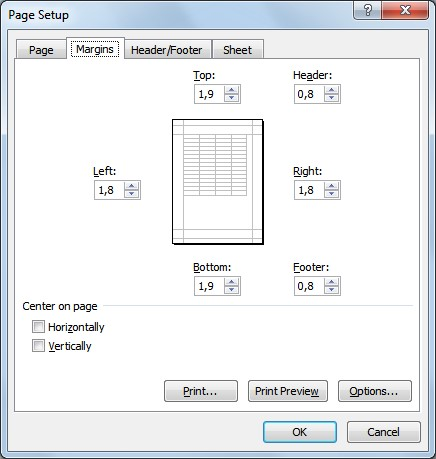 Page Setup
Page Margins Header/Footer Sheet
Top: Header:
1,9 0,8
Left: Right:
1,8 1,8
Bottom: Footer:
1,9 0,8
Center on page
Horizontally
Vertically
Print... Print Preview Options...
OK Cancel